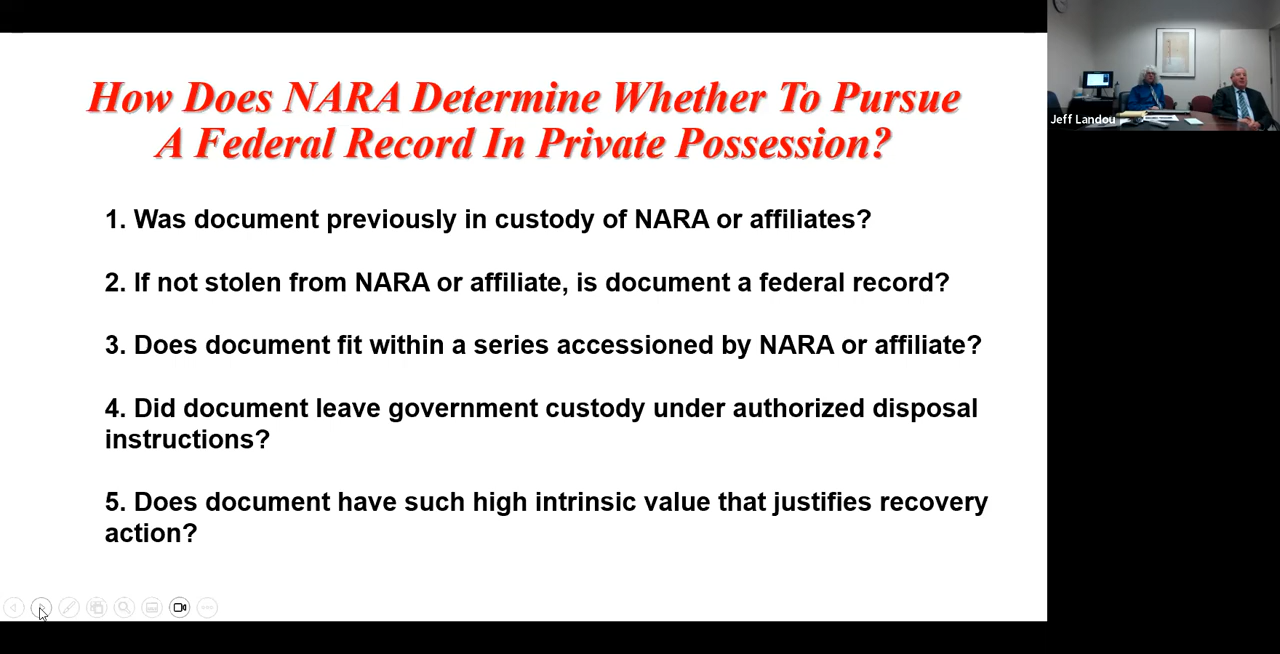 How Does NARA Determine Whether To Pursue
A Federal Record In Private Possession?
1. Was document previously in custody of NARA or affiliates?
2. If not stolen from NARA or affiliate, is document a federal record?
3. Does document fit within a series accessioned by NARA or affiliate?
4. Did document leave government custody under authorized disposal
instructions?
5. Does document have such high intrinsic value that justifies recovery
action?
Jeff Landou